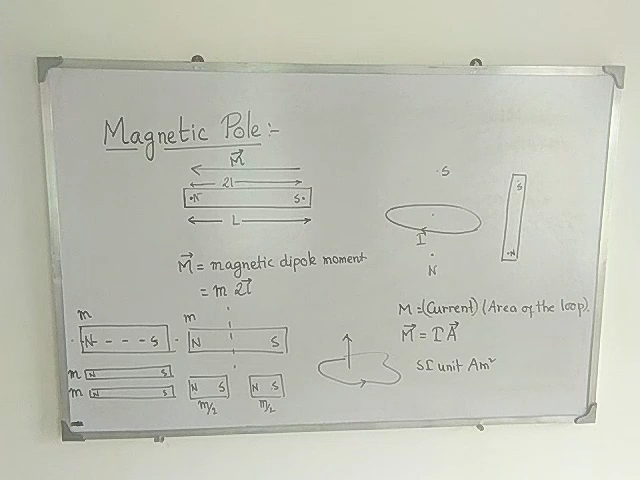 Magnetic Pole :-
M
2l
N S
L
M = magnetic dipole moment
= m 2l
m
N S
m
N S
m N S
m N S
N S
m/2
N S
m/2
S
I
N
S
N
M = (Current) (Area of the loop).
M = I A
SI unit Am²